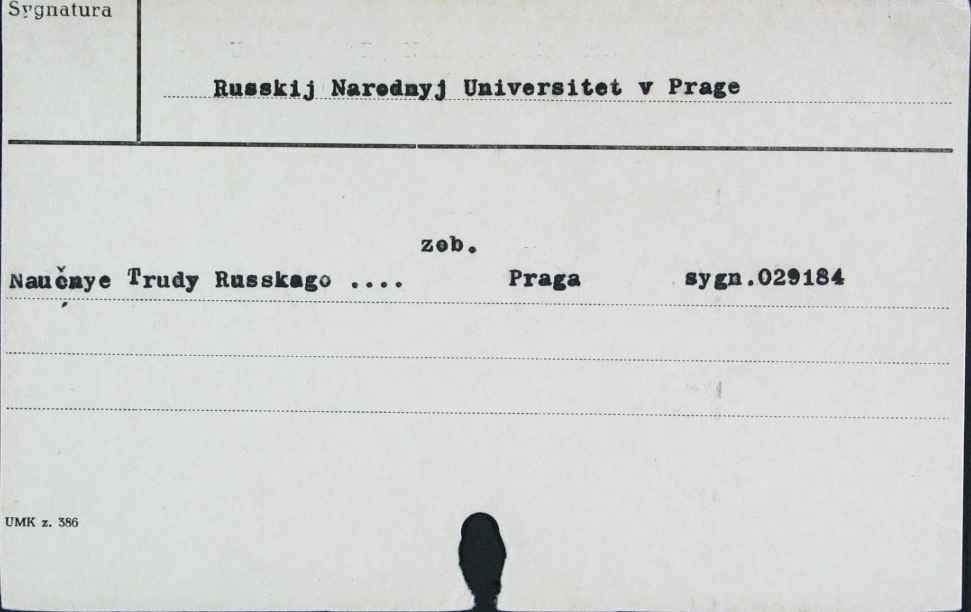 Sygnatura
Russkij Narodnyj Universitet v Prage
zob.
Naučnye Trudy Russkago .... Praga sygn.029184
UMK z. 386